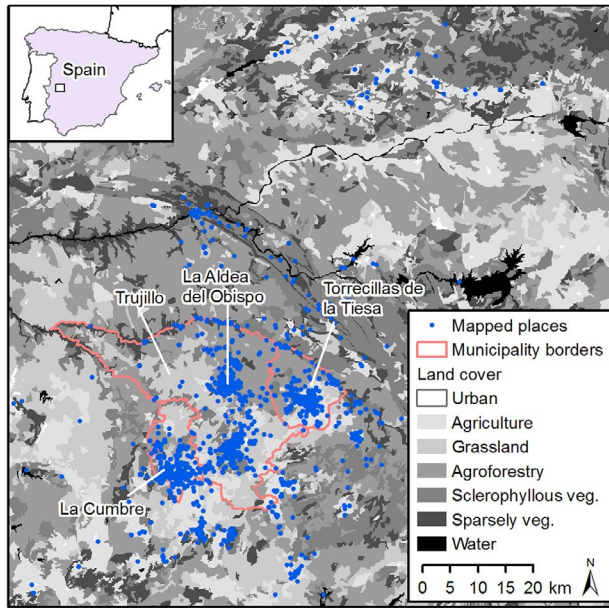 Spain
La Aldea
del Obispo
Trujillo
Torrecillas de
la Tiesa
La Cumbre
Mapped places
Municipality borders
Land cover
Urban
Agriculture
Grassland
Agroforestry
Sclerophyllous veg.
Sparsely veg.
Water
N
0 5 10 15 20
km